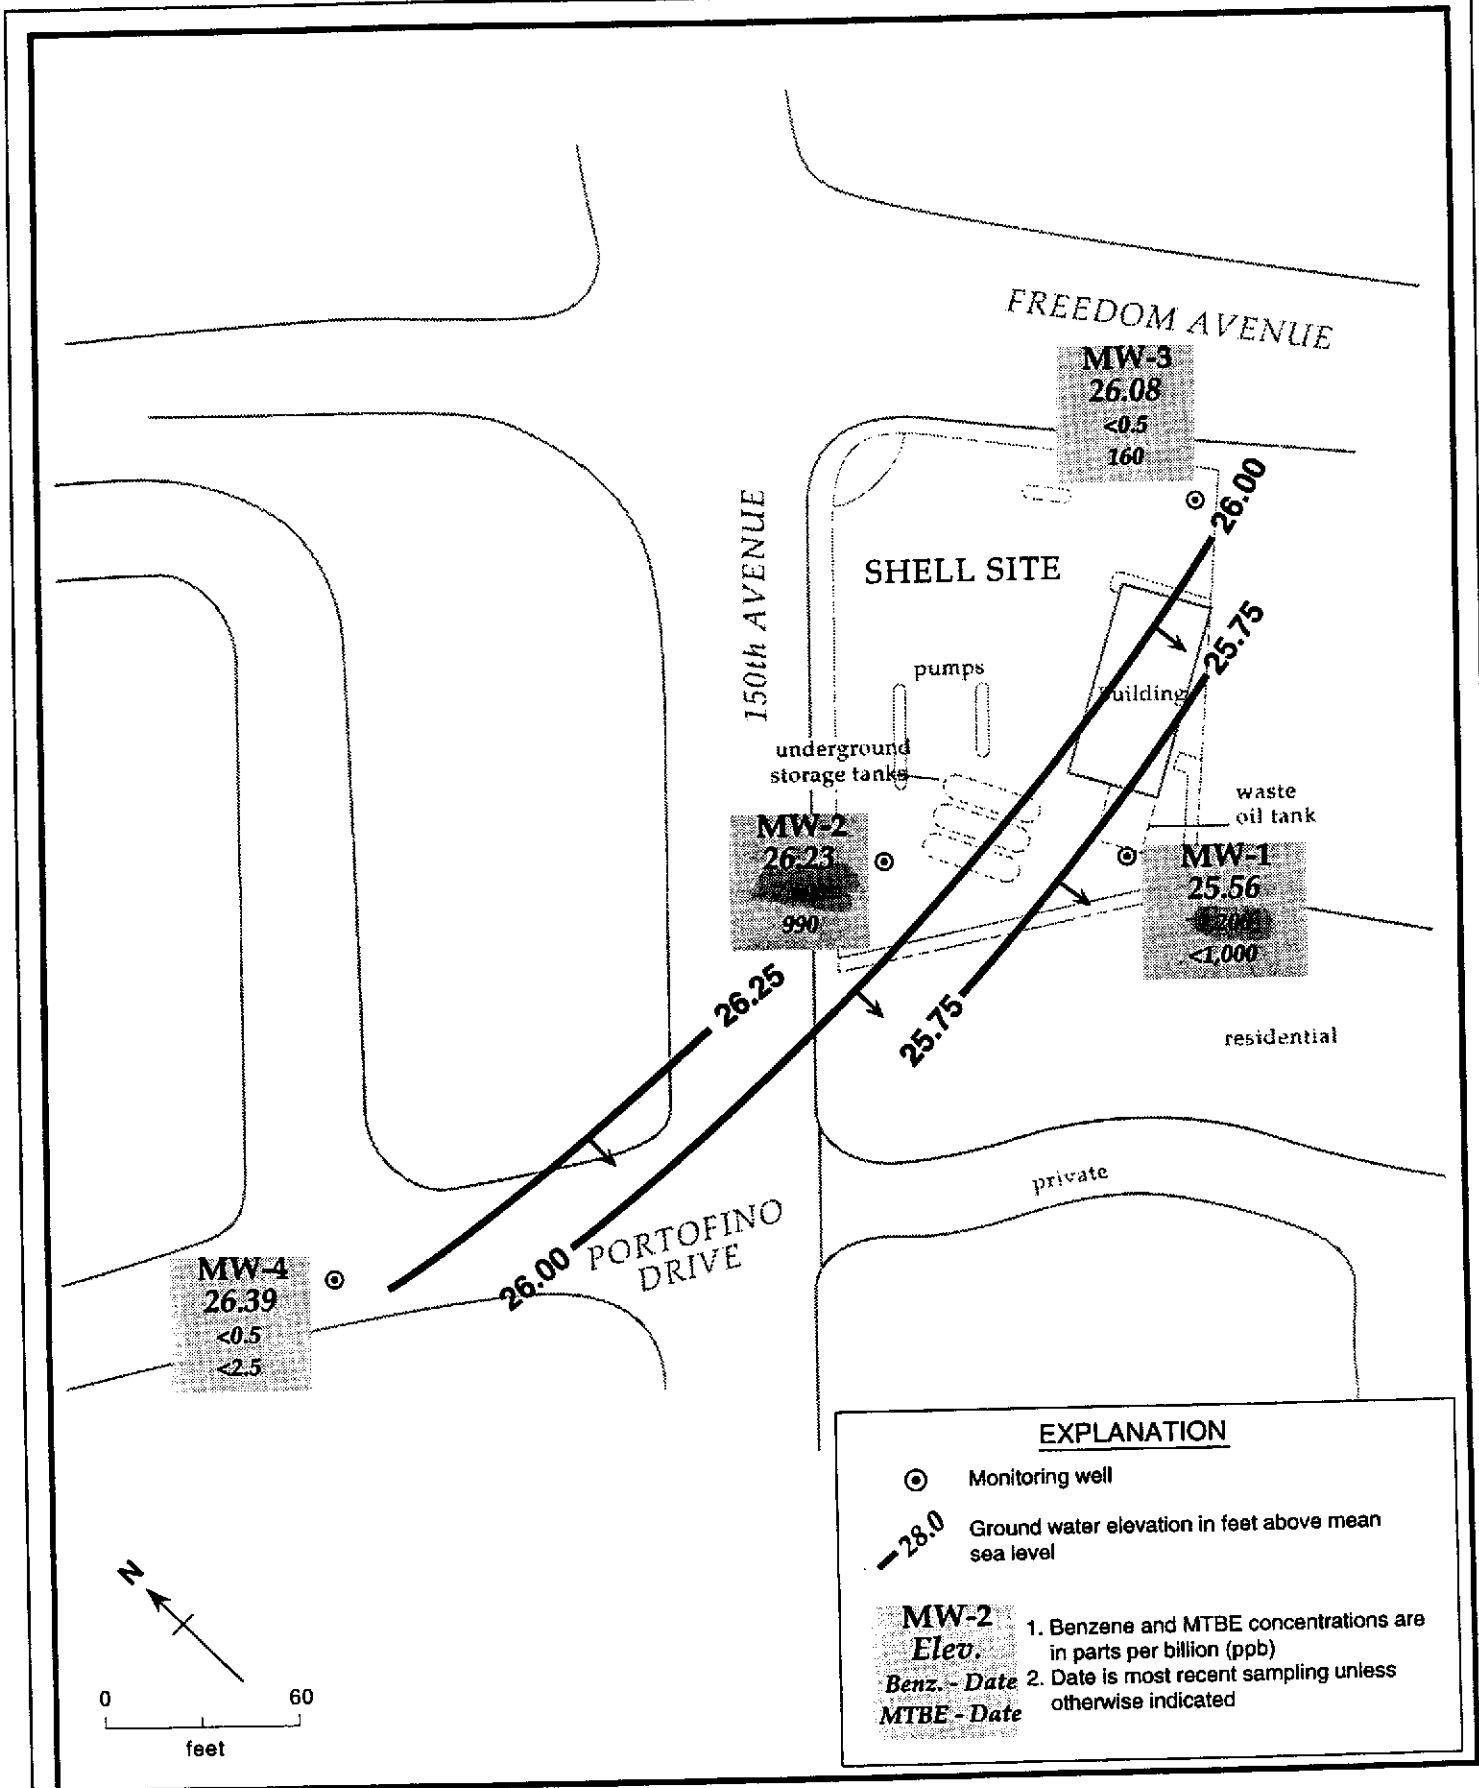 FREEDOM AVENUE
MW-3
26.08
<0.5
160
26.00
150th AVENUE
SHELL SITE
25.75
pumps
Building
underground
storage tanks
waste
oil tank
MW-2
26.23
990
MW-1
25.56
<1,000
26.25
25.75
residential
private
PORTOFINO
DRIVE
26.00
MW-4
26.39
<0.5
<2.5
EXPLANATION
Monitoring well
28.0
Ground water elevation in feet above mean
sea level
MW-2
Elev.
Benz. - Date
MTBE - Date
1. Benzene and MTBE concentrations are
in parts per billion (ppb)
2. Date is most recent sampling unless
otherwise indicated
N
0 60
feet